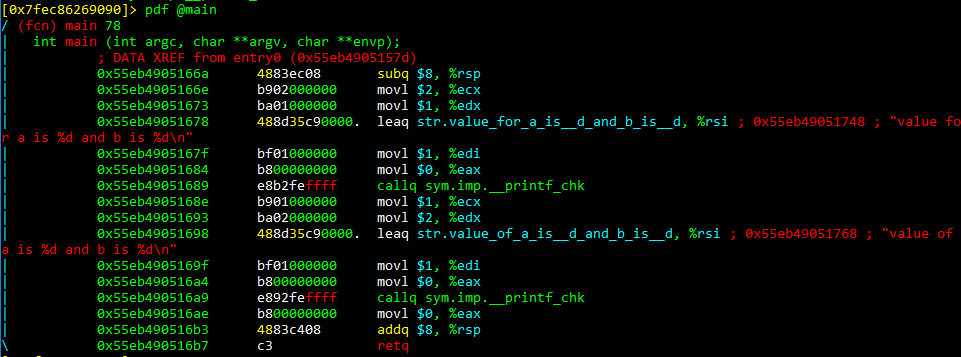 [0x7fec86269090]> pdf @main
/ (fcn) main 78
|   int main (int argc, char **argv, char **envp);
|           ; DATA XREF from entry0 (0x55eb4905157d)
|           0x55eb4905166a      4883ec08       subq $8, %rsp
|           0x55eb4905166e      b902000000     movl $2, %ecx
|           0x55eb49051673      ba01000000     movl $1, %edx
|           0x55eb49051678      488d35c90000.  leaq str.value_for_a_is__d_and_b_is__d, %rsi ; 0x55eb49051748 ; "value fo
r a is %d and b is %d\n"
|           0x55eb4905167f      bf01000000     movl $1, %edi
|           0x55eb49051684      b800000000     movl $0, %eax
|           0x55eb49051689      e8b2feffff     callq sym.imp.__printf_chk
|           0x55eb4905168e      b901000000     movl $1, %ecx
|           0x55eb49051693      ba02000000     movl $2, %edx
|           0x55eb49051698      488d35c90000.  leaq str.value_of_a_is__d_and_b_is__d, %rsi ; 0x55eb49051768 ; "value of
a is %d and b is %d\n"
|           0x55eb4905169f      bf01000000     movl $1, %edi
|           0x55eb490516a4      b800000000     movl $0, %eax
|           0x55eb490516a9      e892feffff     callq sym.imp.__printf_chk
|           0x55eb490516ae      b800000000     movl $0, %eax
|           0x55eb490516b3      4883c408       addq $8, %rsp
\           0x55eb490516b7      c3             retq